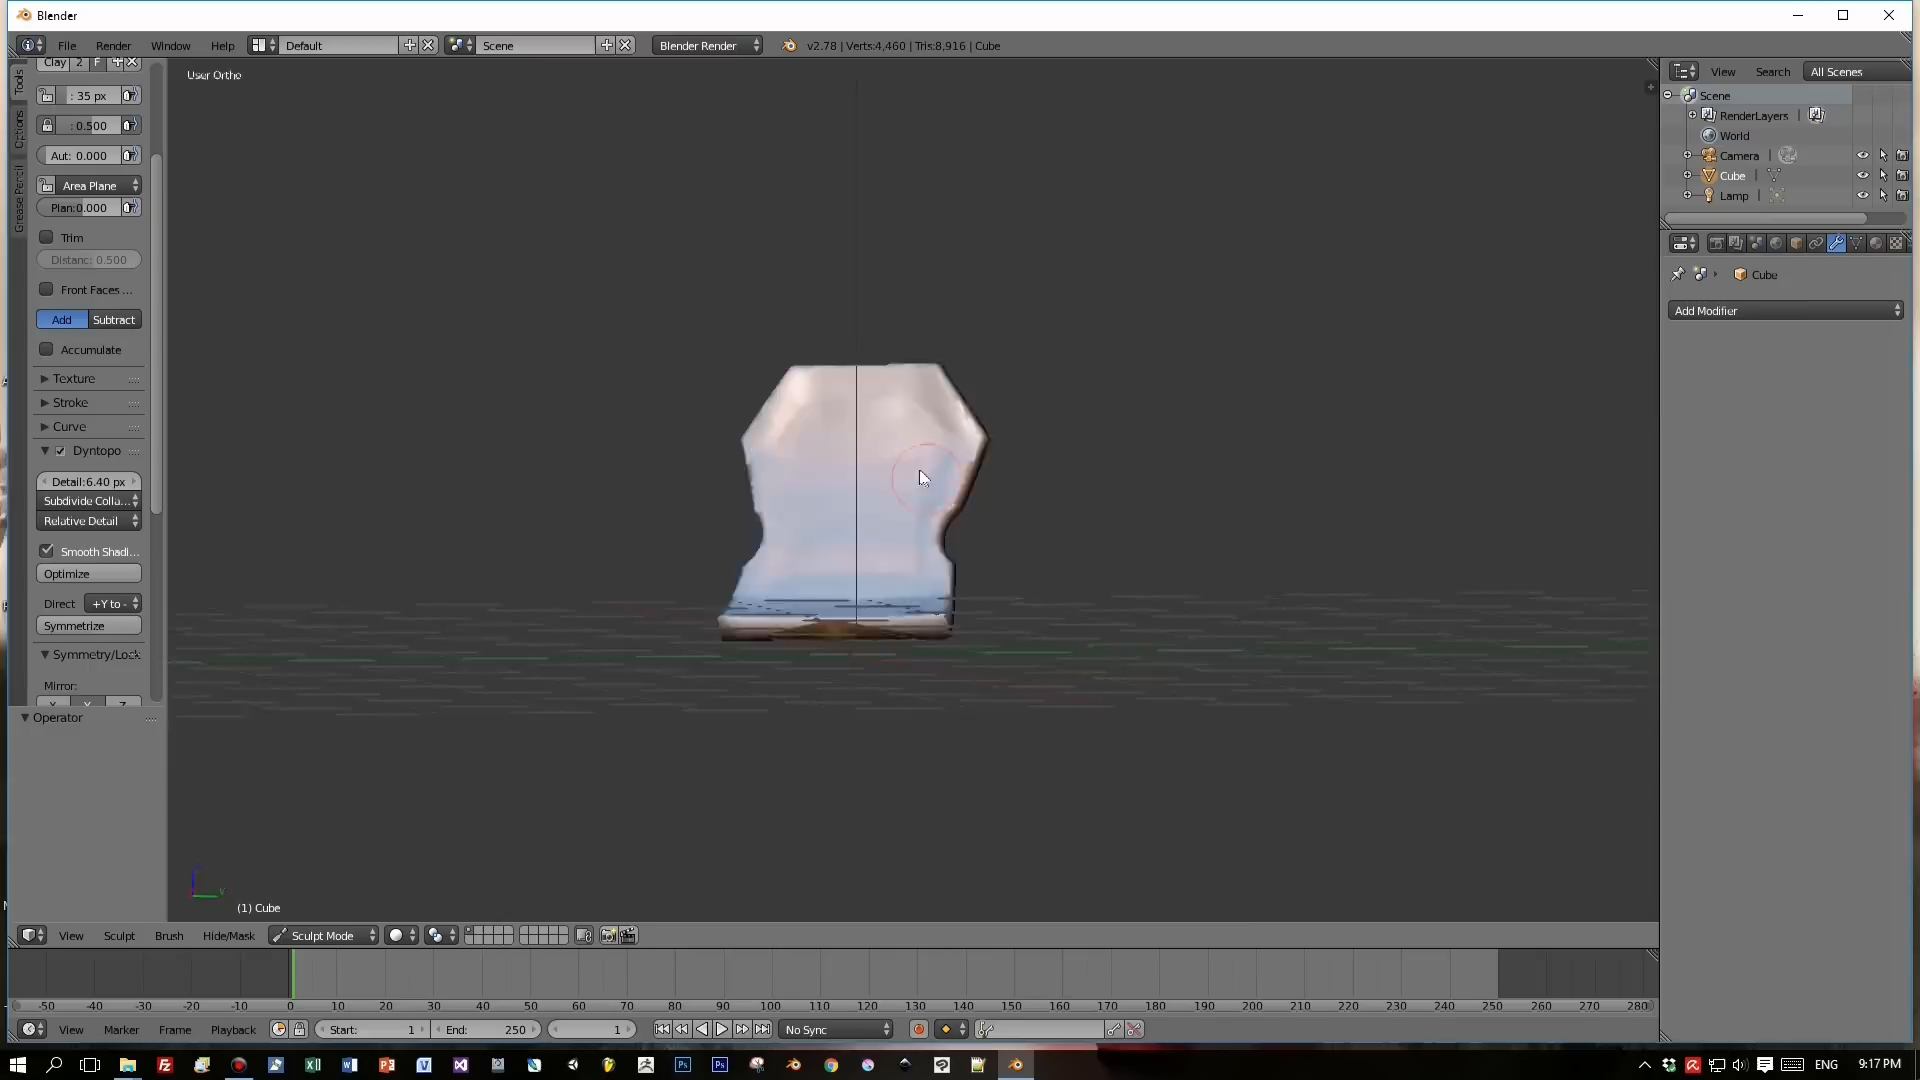 Blender
File Render Window Help Default Scene Blender Render v2.78 | Verts:4,460 | Tris:8,916 | Cube
Clay 2 F
: 35 px
: 0.500
Aut: 0.000
Area Plane
Plan:0.000
Trim
Distanc: 0.500
Front Faces ...
Add Subtract
Accumulate
Texture
Stroke
Curve
Dyntopo
Detail:6.40 px
Subdivide Colla...
Relative Detail
Smooth Shadi...
Optimize
Direct +Y to -
Symmetrize
Symmetry/Lock
Mirror:
X Y Z
Operator
Tools
Options
Grease Pencil
User Ortho
(1) Cube
View Search All Scenes
Scene
RenderLayers
World
Camera
Cube
Lamp
Cube
Add Modifier
View Sculpt Brush Hide/Mask Sculpt Mode
-50 -40 -30 -20 -10 0 10 20 30 40 50 60 70 80 90 100 110 120 130 140 150 160 170 180 190 200 210 220 230 240 250 260 270 280
View Marker Frame Playback Start: 1 End: 250 1 No Sync
ENG 9:17 PM